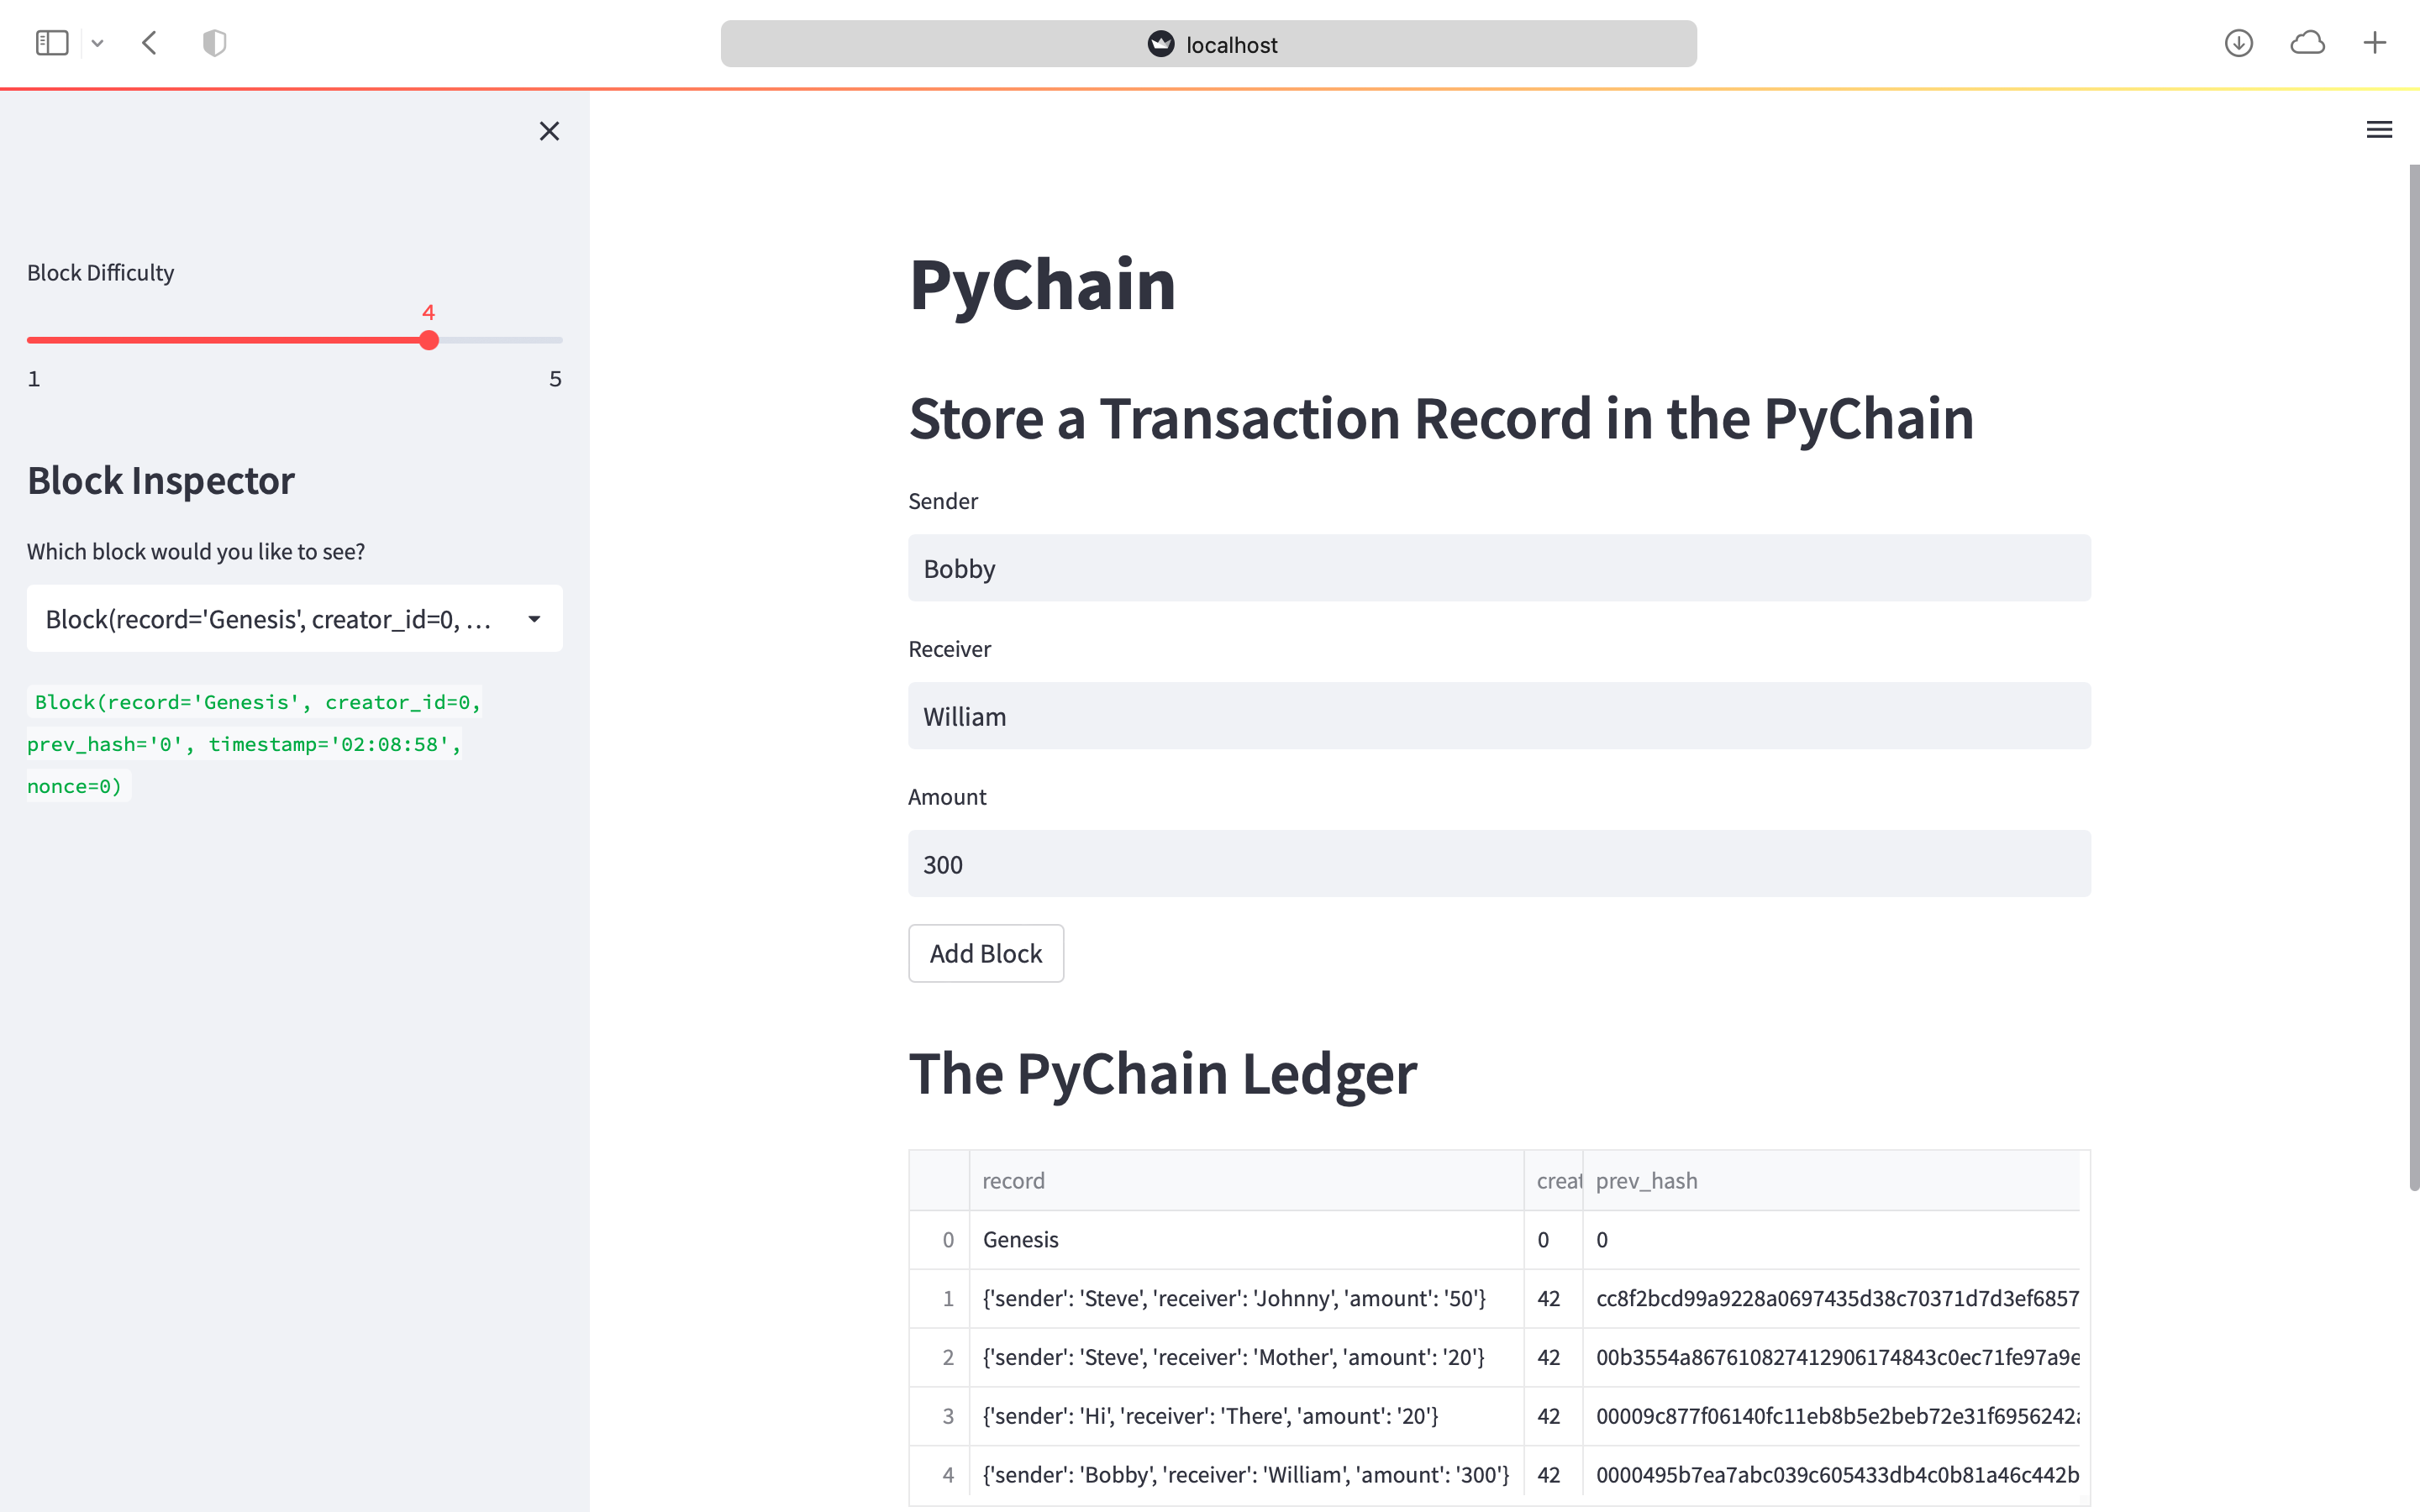 localhost
Block Difficulty
4
1 5
Block Inspector
Which block would you like to see?
Block(record='Genesis', creator_id=0, ...
Block(record='Genesis', creator_id=0,
prev_hash='0', timestamp='02:08:58',
nonce=0)
PyChain
Store a Transaction Record in the PyChain
Sender
Bobby
Receiver
William
Amount
300
Add Block
The PyChain Ledger
record creat prev_hash
0 Genesis 0 0
1 {'sender': 'Steve', 'receiver': 'Johnny', 'amount': '50'} 42 cc8f2bcd99a9228a0697435d38c70371d7d3ef6857
2 {'sender': 'Steve', 'receiver': 'Mother', 'amount': '20'} 42 00b3554a867610827412906174843c0ec71fe97a9e
3 {'sender': 'Hi', 'receiver': 'There', 'amount': '20'} 42 00009c877f06140fc11eb8b5e2beb72e31f6956242a
4 {'sender': 'Bobby', 'receiver': 'William', 'amount': '300'} 42 0000495b7ea7abc039c605433db4c0b81a46c442b